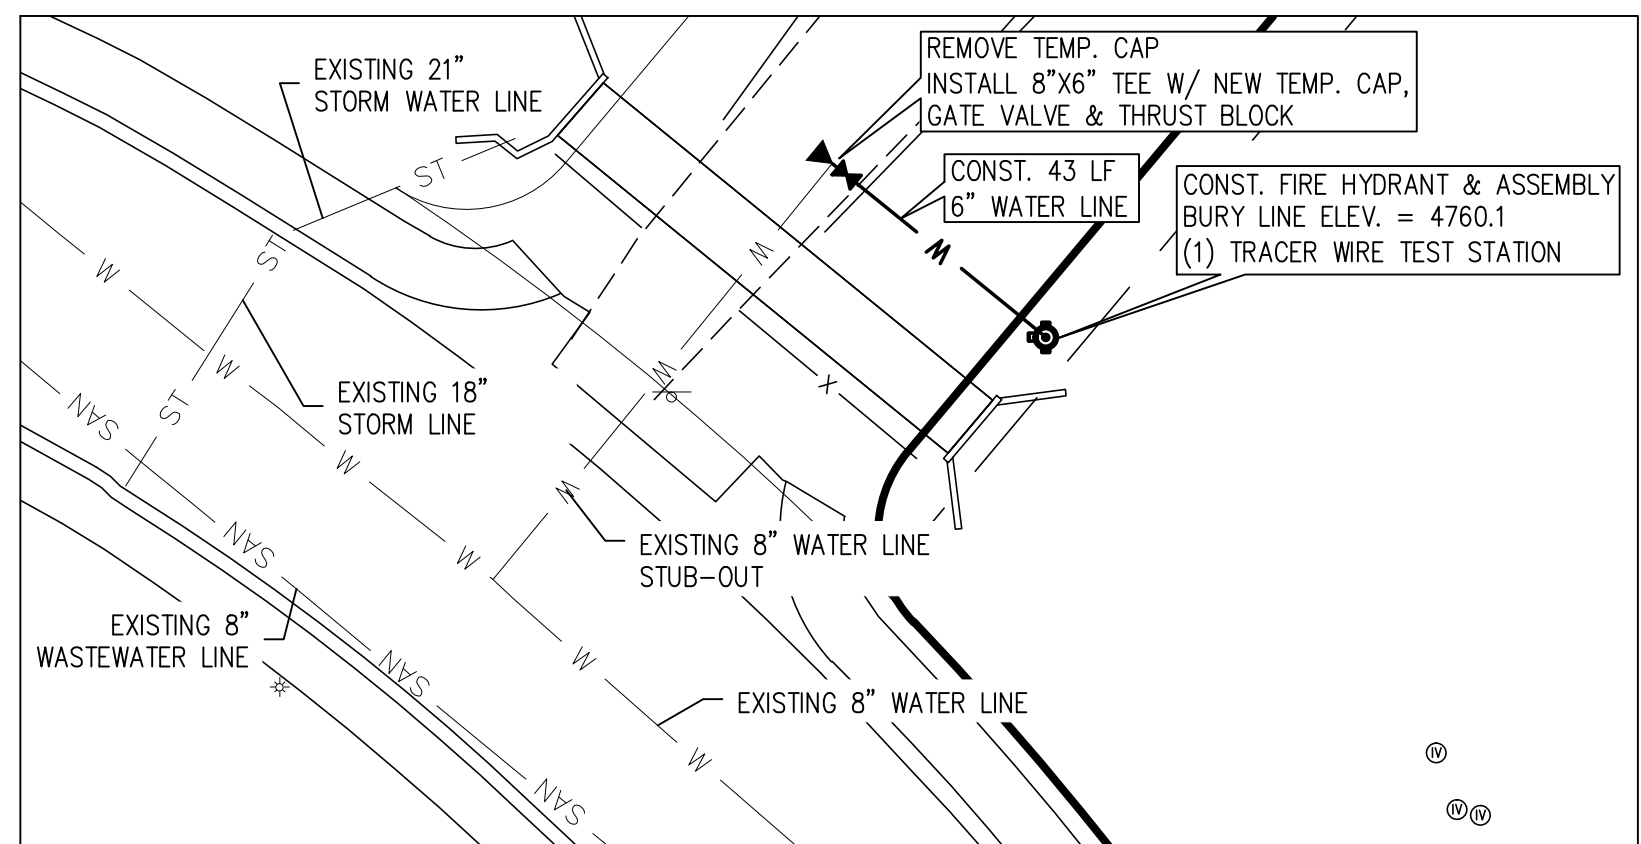 REMOVE TEMP. CAP
INSTALL 8"X6" TEE W/ NEW TEMP. CAP,
GATE VALVE & THRUST BLOCK
EXISTING 21"
STORM WATER LINE
CONST. 43 LF
6" WATER LINE
CONST. FIRE HYDRANT & ASSEMBLY
BURY LINE ELEV. = 4760.1
(1) TRACER WIRE TEST STATION
ST
ST
ST
W
W
W
W
W
W
W
W
W
W
X
SAN
SAN
SAN
SAN
EXISTING 18"
STORM LINE
EXISTING 8" WATER LINE
STUB-OUT
EXISTING 8"
WASTEWATER LINE
EXISTING 8" WATER LINE
IV
IV
IV